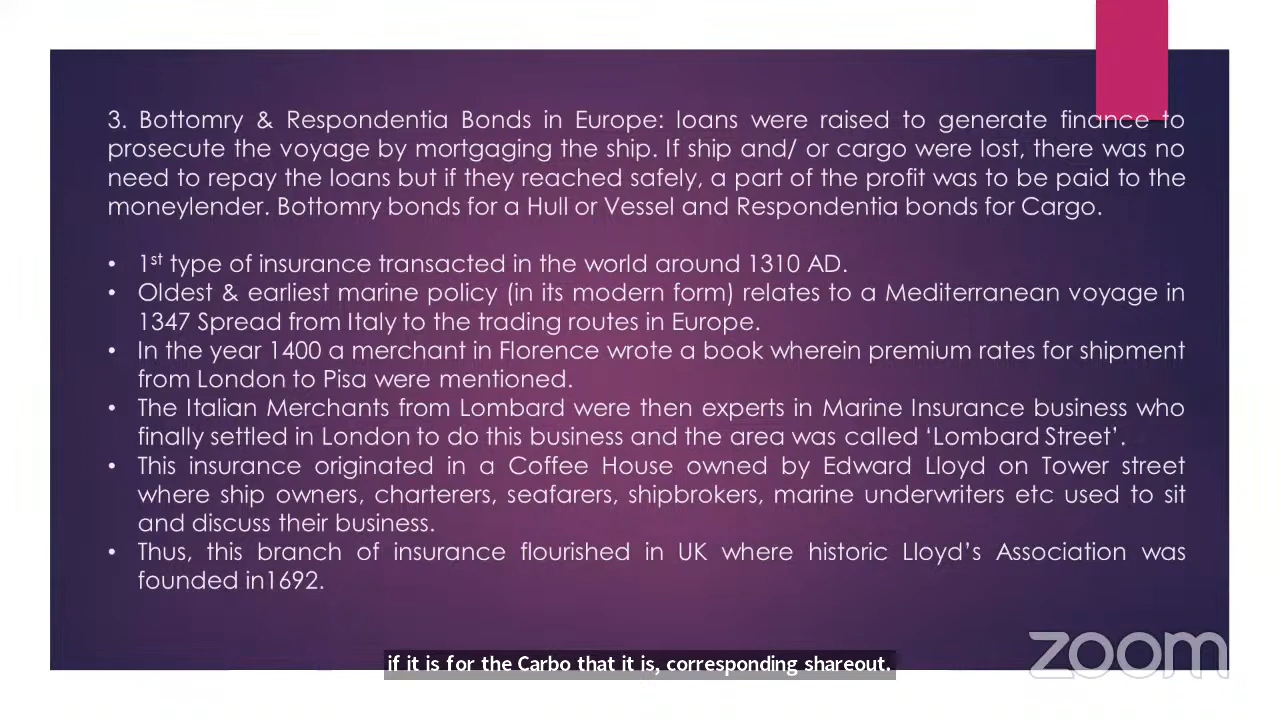 3. Bottomry & Respondentia Bonds in Europe: loans were raised to generate finance to
prosecute the voyage by mortgaging the ship. If ship and/ or cargo were lost, there was no
need to repay the loans but if they reached safely, a part of the profit was to be paid to the
moneylender. Bottomry bonds for a Hull or Vessel and Respondentia bonds for Cargo.
• 1st type of insurance transacted in the world around 1310 AD.
• Oldest & earliest marine policy (in its modern form) relates to a Mediterranean voyage in
1347 Spread from Italy to the trading routes in Europe.
• In the year 1400 a merchant in Florence wrote a book wherein premium rates for shipment
from London to Pisa were mentioned.
• The Italian Merchants from Lombard were then experts in Marine Insurance business who
finally settled in London to do this business and the area was called ‘Lombard Street’.
• This insurance originated in a Coffee House owned by Edward Lloyd on Tower street
where ship owners, charterers, seafarers, shipbrokers, marine underwriters etc used to sit
and discuss their business.
• Thus, this branch of insurance flourished in UK where historic Lloyd’s Association was
founded in1692.
zoom
if it is for the Carbo that it is, corresponding shareout.